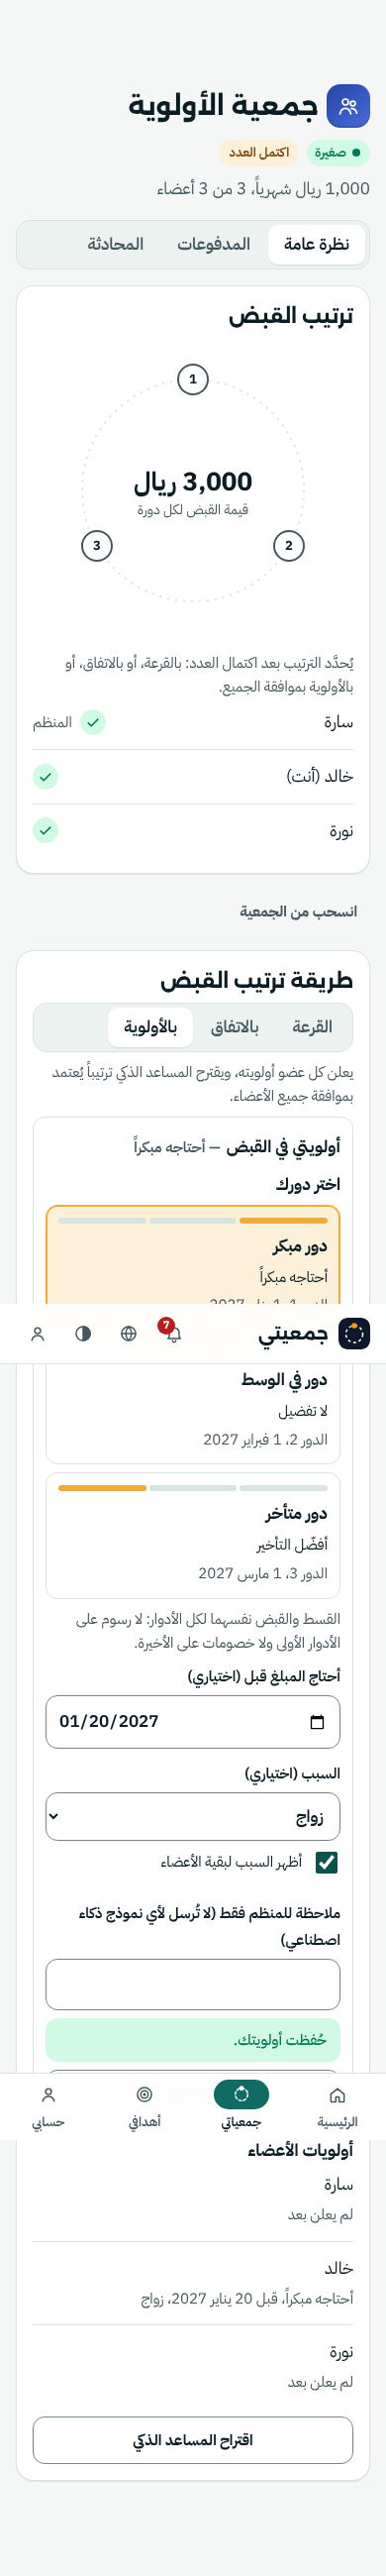 جمعية الأولوية
صغيرة
اكتمل العدد
1,000 ريال شهرياً، 3 من 3 أعضاء
نظرة عامة
المدفوعات
المحادثة
ترتيب القبض
1
3,000 ريال
قيمة القبض لكل دورة
2
3
يُحدَّد الترتيب بعد اكتمال العدد: بالقرعة، أو بالاتفاق، أو
بالأولوية بموافقة الجميع.
سارة
المنظم
خالد (أنت)
نورة
انسحب من الجمعية
طريقة ترتيب القبض
القرعة
بالاتفاق
بالأولوية
يعلن كل عضو أولويته، ويقترح المساعد الذكي ترتيباً يُعتمد
بموافقة جميع الأعضاء.
أولويتي في القبض — أحتاجه مبكراً
اختر دورك
دور مبكر
أحتاجه مبكراً
جمعيتي
7
دور في الوسط
لا تفضيل
الدور 2، 1 فبراير 2027
دور متأخر
أفضّل التأخير
الدور 3، 1 مارس 2027
القسط والقبض نفسهما لكل الأدوار: لا رسوم على
الأدوار الأولى ولا خصومات على الأخيرة.
أحتاج المبلغ قبل (اختياري)
01/20/2027
السبب (اختياري)
زواج
أظهر السبب لبقية الأعضاء
ملاحظة للمنظم فقط (لا تُرسل لأي نموذج ذكاء
اصطناعي)
حُفظت أولويتك.
الرئيسية
جمعياتي
أهدافي
حسابي
أولويات الأعضاء
سارة
لم يعلن بعد
خالد
أحتاجه مبكراً، قبل 20 يناير 2027، زواج
نورة
لم يعلن بعد
اقتراح المساعد الذكي